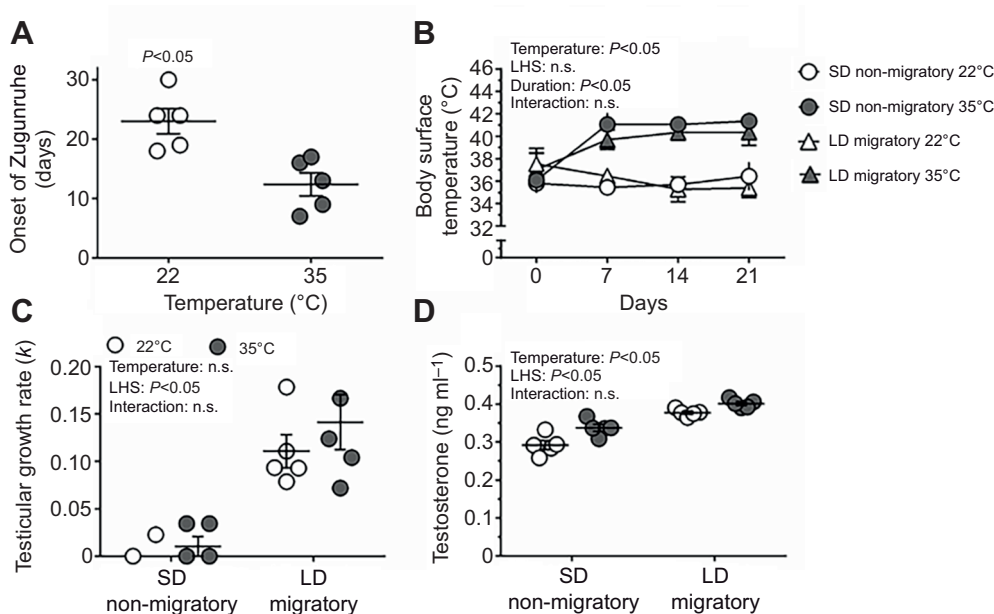 A
P<0.05
Onset of Zugunruhe
(days)
30
20
10
0
22
35
Temperature (°C)
B
Temperature: P<0.05
LHS: n.s.
Duration: P<0.05
Interaction: n.s.
Body surface
temperature (°C)
46
44
42
40
38
36
34
32
2
0
0
7
14
21
Days
SD non-migratory 22°C
SD non-migratory 35°C
LD migratory 22°C
LD migratory 35°C
C
22°C
35°C
Temperature: n.s.
LHS: P<0.05
Interaction: n.s.
Testicular growth rate (k)
0.20
0.15
0.10
0.05
0
SD
non-migratory
LD
migratory
D
Temperature: P<0.05
LHS: P<0.05
Interaction: n.s.
Testosterone (ng ml⁻¹)
0.5
0.4
0.3
0.2
0.1
0
SD
non-migratory
LD
migratory